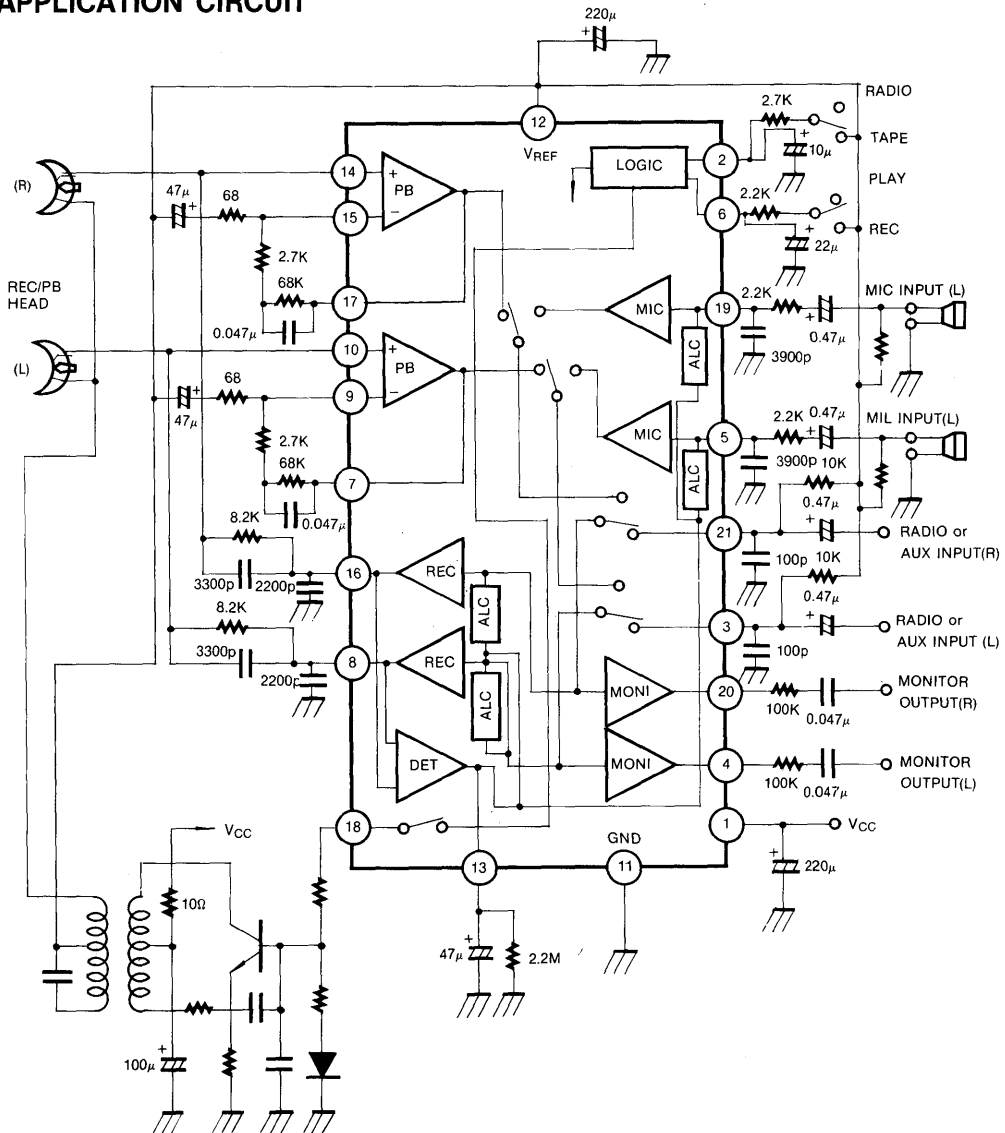 APPLICATION CIRCUIT
220μ
+
RADIO
2.7K
TAPE
10μ
+
PLAY
2.2K
REC
22μ
+
12
VREF
LOGIC
2
6
(R)
47μ
+
68
14
15
+
PB
−
2.7K
68K
17
0.047μ
REC/PB
HEAD
MIC
19
2.2K
MIC INPUT (L)
+
0.47μ
3900p
ALC
(L)
10
+
PB
−
9
47μ
+
68
2.7K
68K
7
0.047μ
MIC
5
2.2K
0.47μ
+
MIL INPUT(L)
3900p
10K
ALC
0.47μ
+
21
RADIO or
AUX INPUT(R)
100p
10K
0.47μ
8.2K
3300p
2200p
16
REC
ALC
8.2K
3300p
2200p
8
REC
ALC
3
+
RADIO or
AUX INPUT (L)
100p
MONI
20
100K
0.047μ
MONITOR
OUTPUT(R)
DET
MONI
4
100K
0.047μ
MONITOR
OUTPUT(L)
18
1
VCC
+
220μ
VCC
13
GND
11
10Ω
47μ
+
2.2M
100μ
+